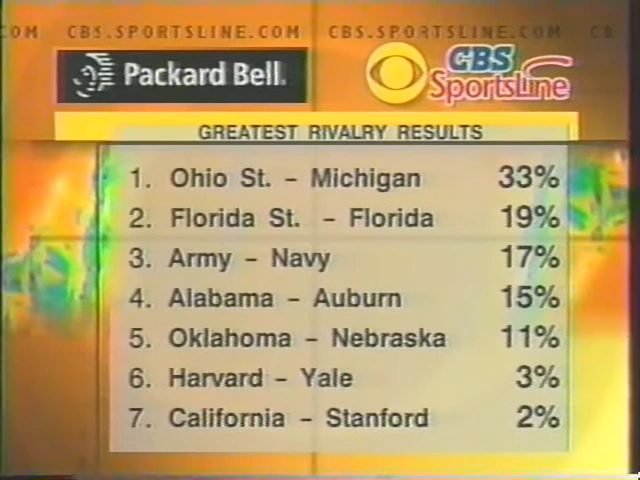 COM CBS.SPORTSLINE.COM CBS.SPORTSLINE.COM CB
Packard Bell
CBS
SportsLine
GREATEST RIVALRY RESULTS
1. Ohio St. – Michigan 33%
2. Florida St. – Florida 19%
3. Army – Navy 17%
4. Alabama – Auburn 15%
5. Oklahoma – Nebraska 11%
6. Harvard – Yale 3%
7. California – Stanford 2%